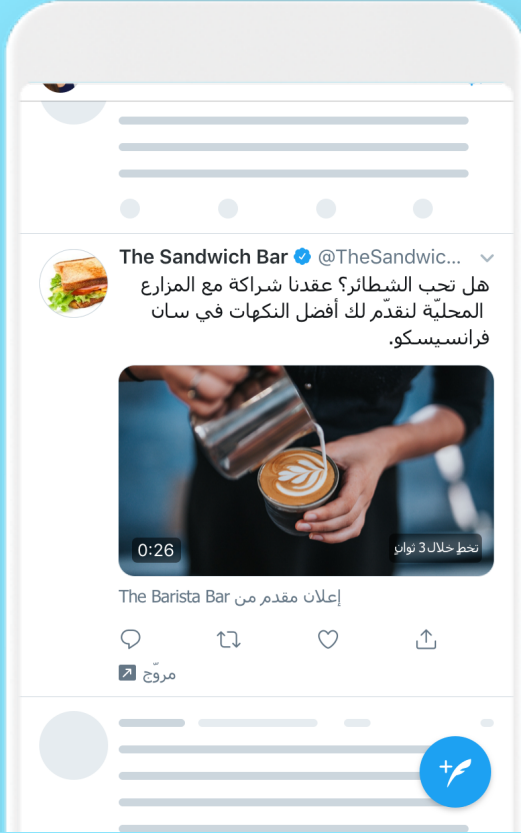 The Sandwich Bar @TheSandwic...
هل تحب الشطائر؟ عقدنا شراكة مع المزارع
المحليّة لنقدّم لك أفضل النكهات في سان
فرانسيسكو.
0:26
تخطٍ خلال 3 ثوانٍ
إعلان مقدم من The Barista Bar
مروّج